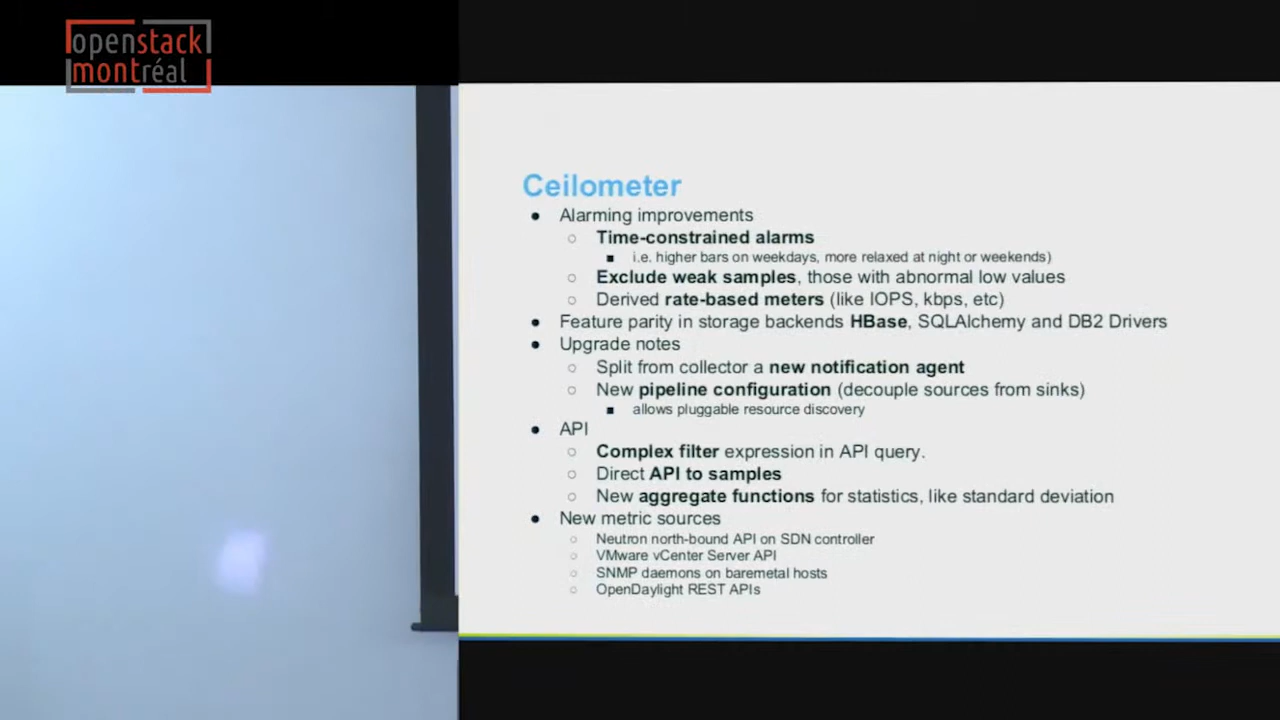 openstack
montréal
Ceilometer
● Alarming improvements
○ Time-constrained alarms
■ i.e. higher bars on weekdays, more relaxed at night or weekends)
○ Exclude weak samples, those with abnormal low values
○ Derived rate-based meters (like IOPS, kbps, etc)
● Feature parity in storage backends HBase, SQLAlchemy and DB2 Drivers
● Upgrade notes
○ Split from collector a new notification agent
○ New pipeline configuration (decouple sources from sinks)
■ allows pluggable resource discovery
● API
○ Complex filter expression in API query.
○ Direct API to samples
○ New aggregate functions for statistics, like standard deviation
● New metric sources
○ Neutron north-bound API on SDN controller
○ VMware vCenter Server API
○ SNMP daemons on baremetal hosts
○ OpenDaylight REST APIs